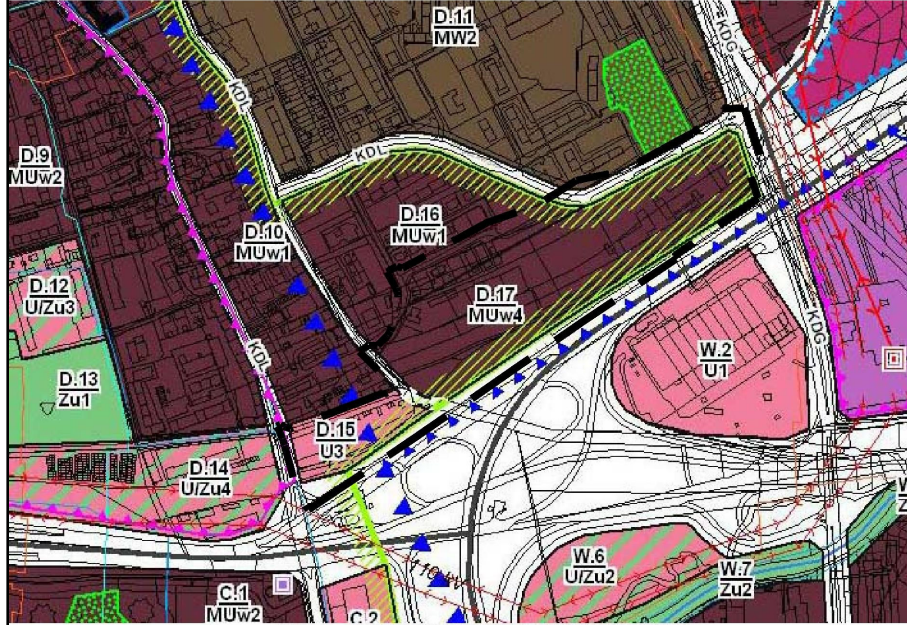 D.11
MW2
KDG
KDL
KDL
D.9
MUw2
D.16
MUw1
D.10
MUw1
D.12
U/Zu3
D.17
MUw4
KDG
W.2
U1
KDL
D.13
Zu1
D.15
U3
D.14
U/Zu4
W.6
U/Zu2
W.7
Zu2
C.1
MUw2
C.2
W
Z